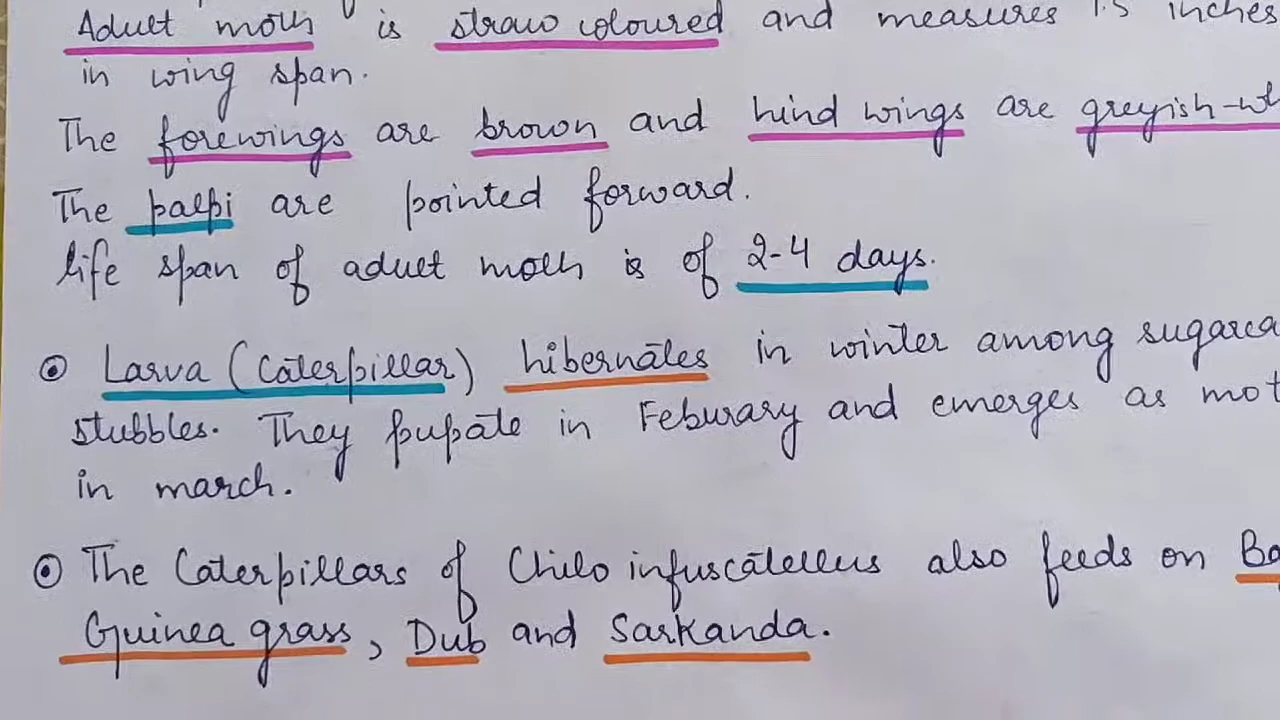 Adult moth is straw coloured and measures 1.5 inches
in wing span.
The forewings are brown and hind wings are greyish-wh
The palpi are pointed forward.
life span of adult moth is of 2-4 days.
Larva (Caterpillar) hibernates in winter among sugarca
stubbles. They pupate in Feburary and emerges as mot
in march.
The Caterpillars of Chilo infuscatellus also feeds on
Guinea grass, Dub and Sarkanda.